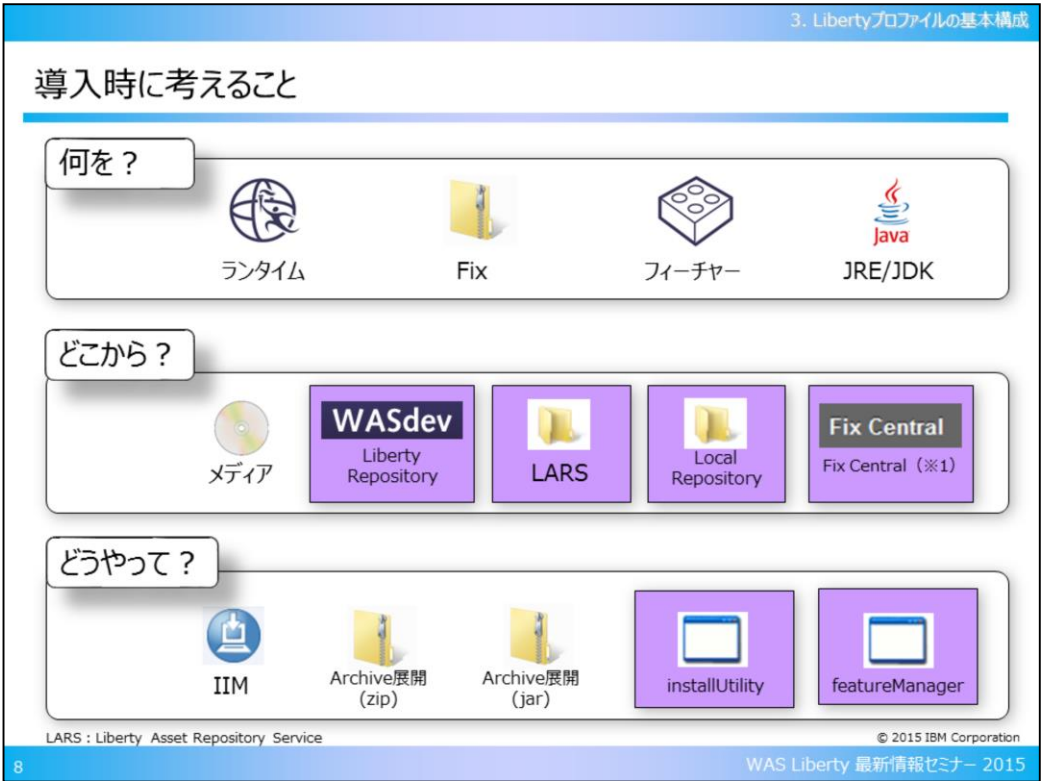 3. Libertyプロファイルの基本構成
導入時に考えること
何を？
ランタイム
Fix
フィーチャー
Java
JRE/JDK
どこから？
メディア
WASdev
Liberty
Repository
LARS
Local
Repository
Fix Central
Fix Central（※1）
どうやって？
IIM
Archive展開
(zip)
Archive展開
(jar)
installUtility
featureManager
LARS : Liberty Asset Repository Service
© 2015 IBM Corporation
8
WAS Liberty 最新情報セミナー 2015